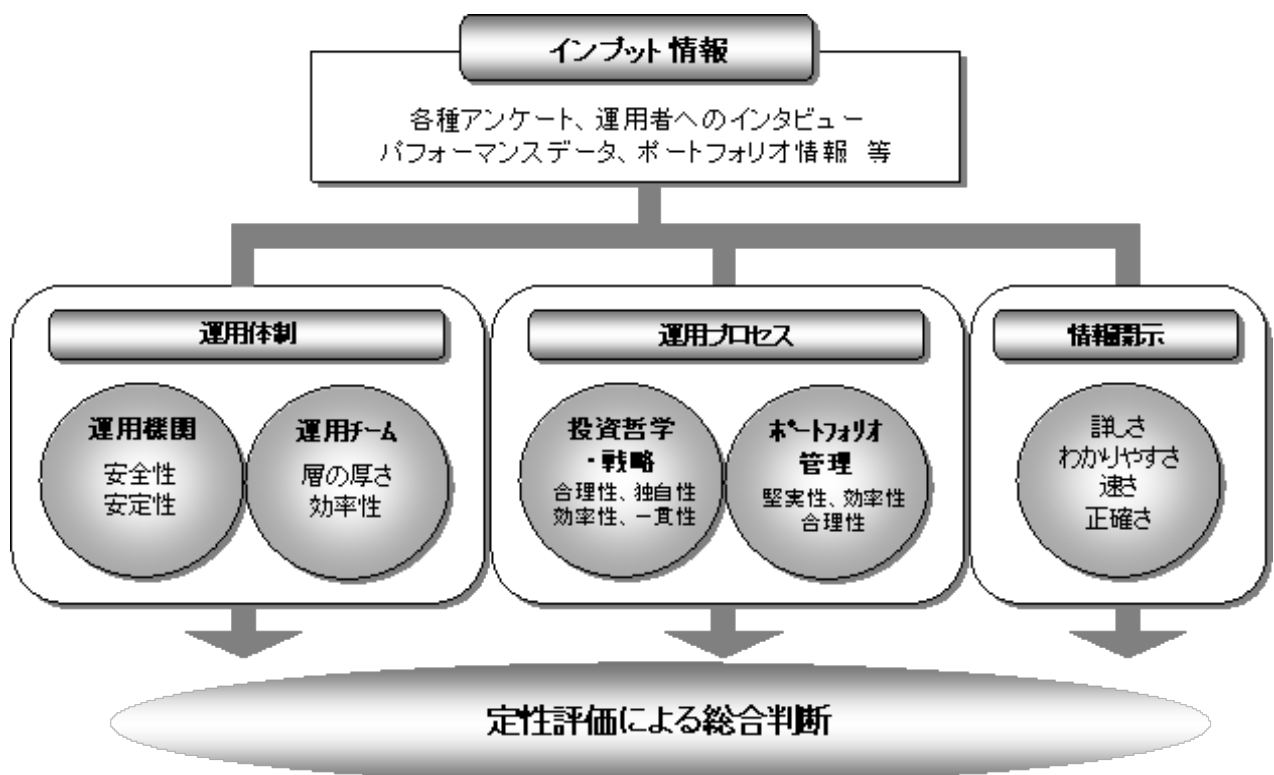 インプット情報
各種アンケート、運用者へのインタビュー
パフォーマンスデータ、ポートフォリオ情報 等
運用体制
運用機関
安全性
安定性
運用チーム
層の厚さ
効率性
運用プロセス
投資哲学
・戦略
合理性、独自性
効率性、一貫性
ポートフォリオ
管理
堅実性、効率性
合理性
情報開示
詳しさ
わかりやすさ
速さ
正確さ
定性評価による総合判断